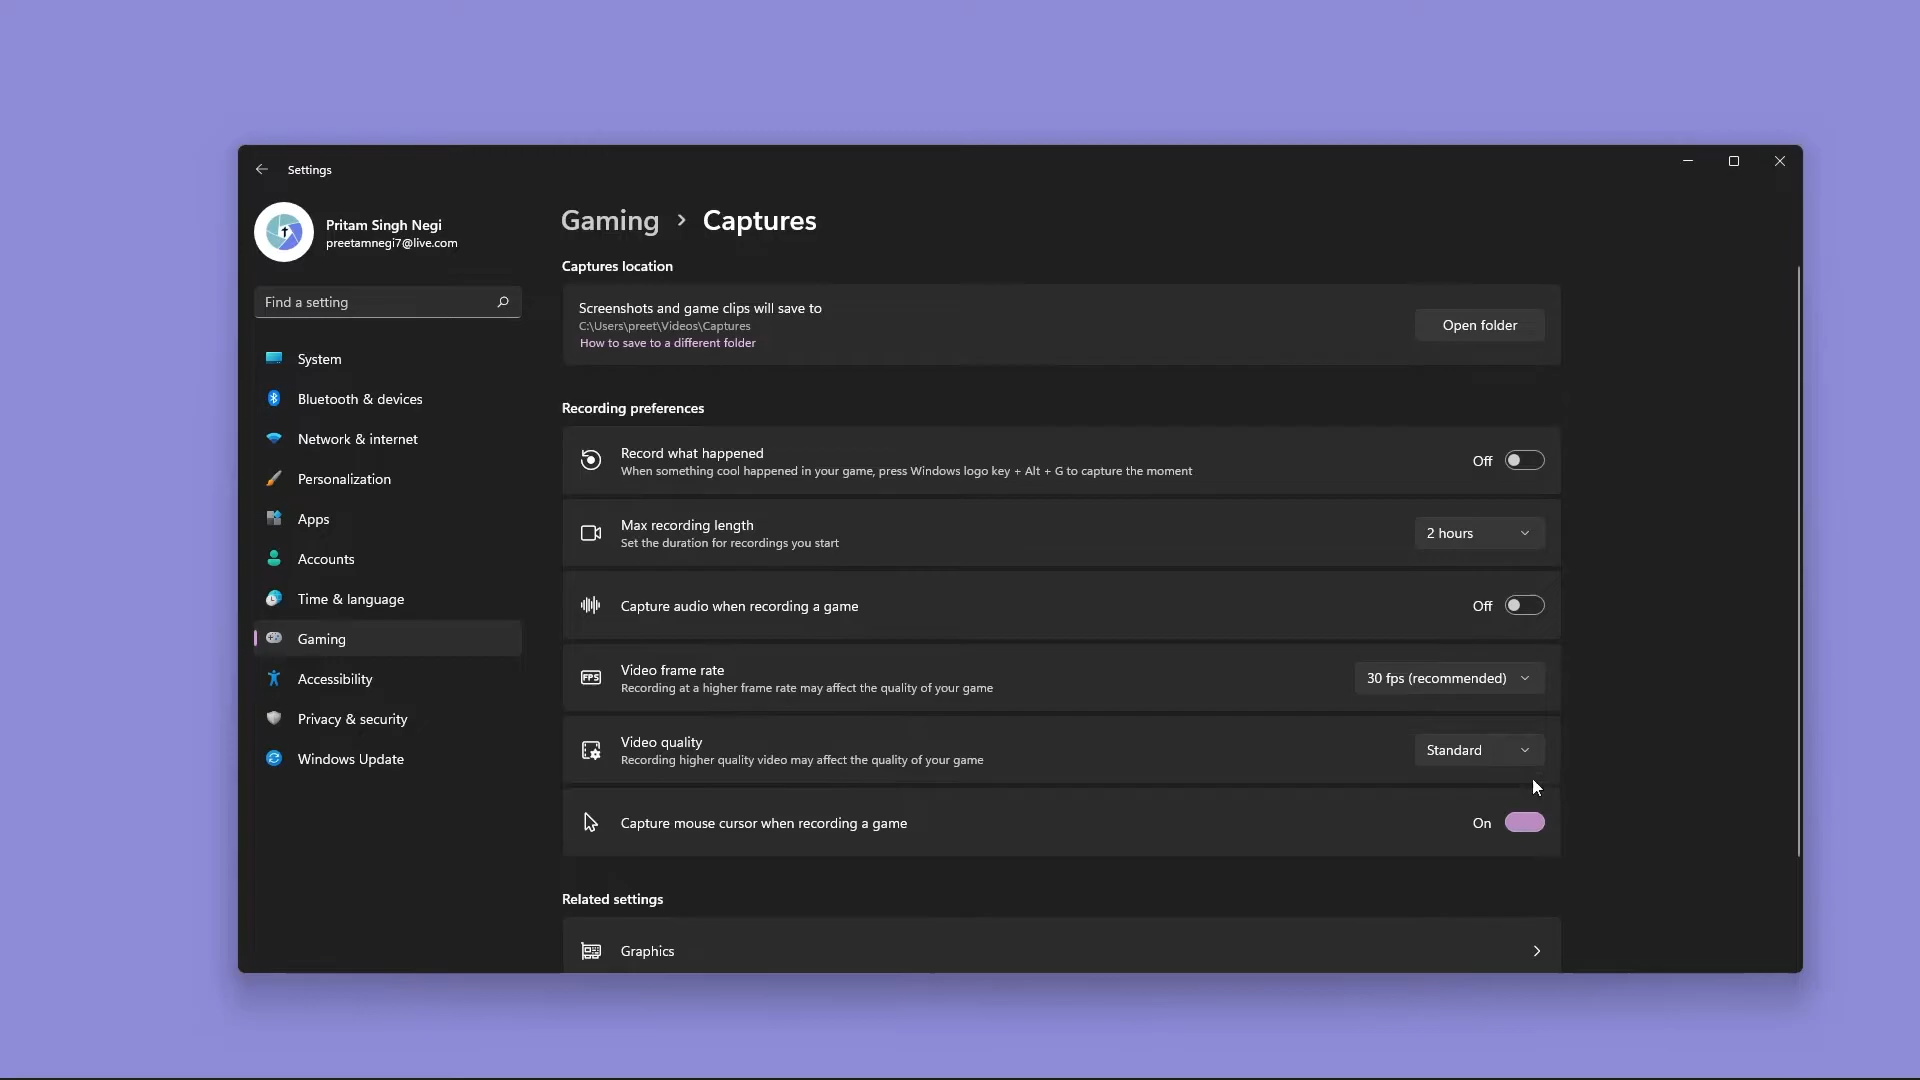 Settings
Pritam Singh Negi
preetamnegi7@live.com
Find a setting
System
Bluetooth & devices
Network & internet
Personalization
Apps
Accounts
Time & language
Gaming
Accessibility
Privacy & security
Windows Update
Gaming › Captures
Captures location
Screenshots and game clips will save to
C:\Users\preet\Videos\Captures
How to save to a different folder
Open folder
Recording preferences
Record what happened
When something cool happened in your game, press Windows logo key + Alt + G to capture the moment
Off
Max recording length
Set the duration for recordings you start
2 hours
Capture audio when recording a game
Off
FPS
Video frame rate
Recording at a higher frame rate may affect the quality of your game
30 fps (recommended)
Video quality
Recording higher quality video may affect the quality of your game
Standard
Capture mouse cursor when recording a game
On
Related settings
Graphics